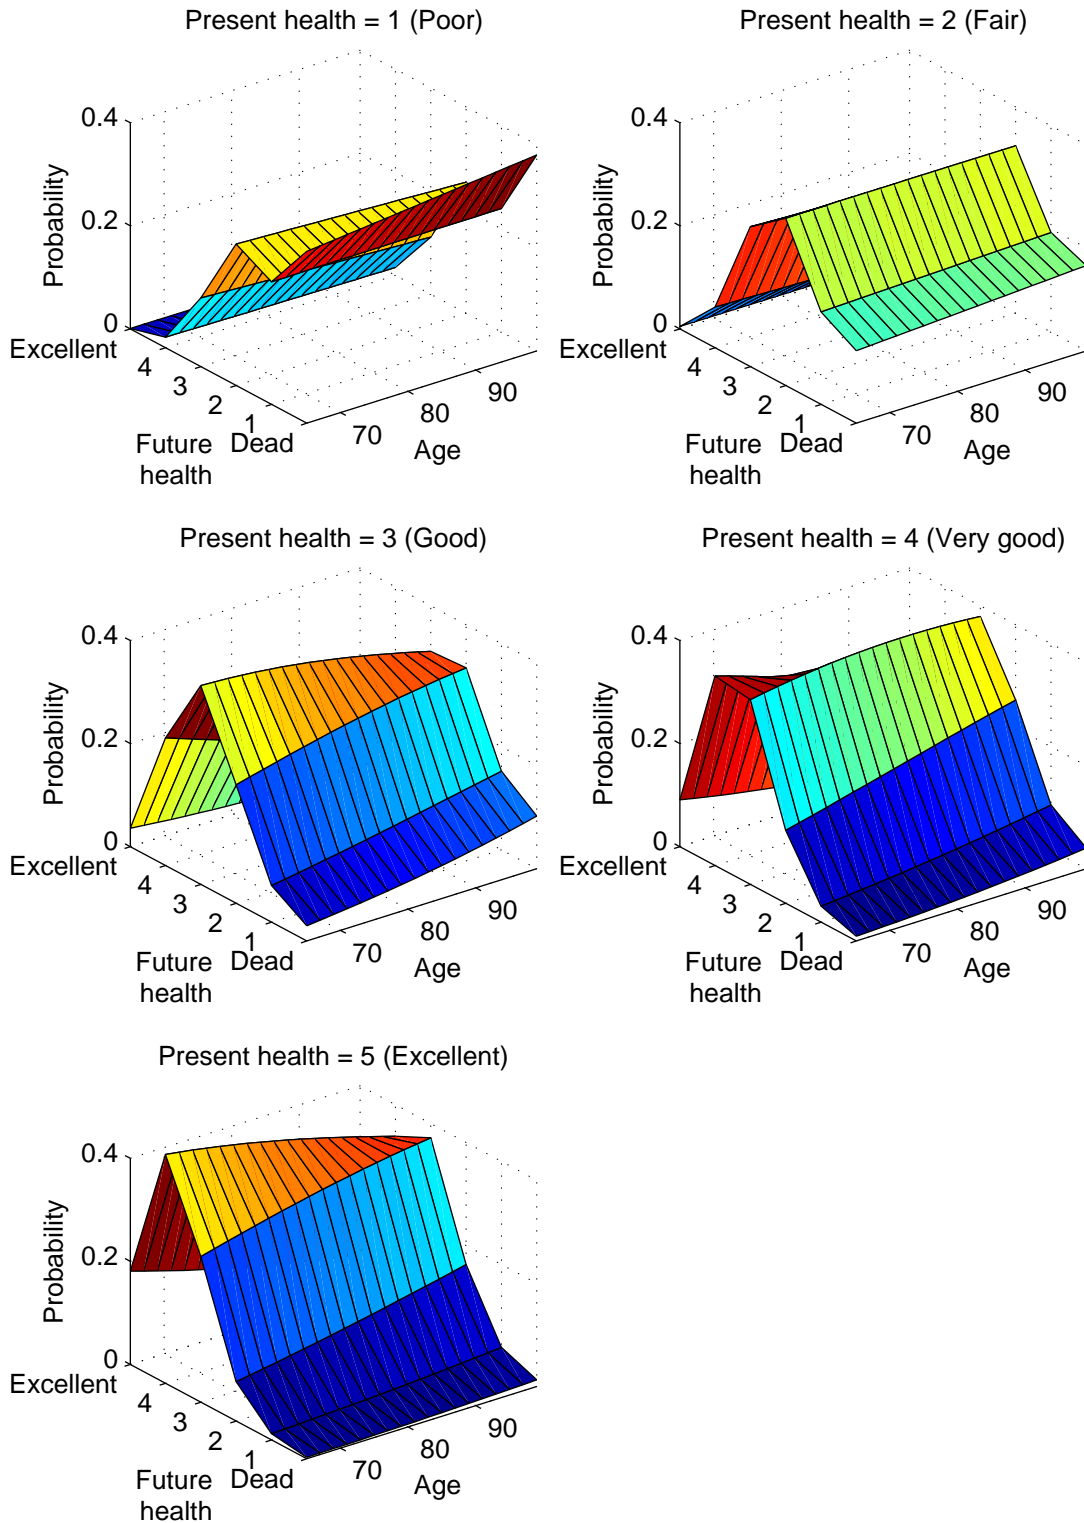 Present health = 1 (Poor)
0.4
0.2
0
Probability
Excellent
4
3
2
1
Dead
Future
health
70
80
90
Age
Present health = 2 (Fair)
0.4
0.2
0
Probability
Excellent
4
3
2
1
Dead
Future
health
70
80
90
Age
Present health = 3 (Good)
0.4
0.2
0
Probability
Excellent
4
3
2
1
Dead
Future
health
70
80
90
Age
Present health = 4 (Very good)
0.4
0.2
0
Probability
Excellent
4
3
2
1
Dead
Future
health
70
80
90
Age
Present health = 5 (Excellent)
0.4
0.2
0
Probability
Excellent
4
3
2
1
Dead
Future
health
70
80
90
Age